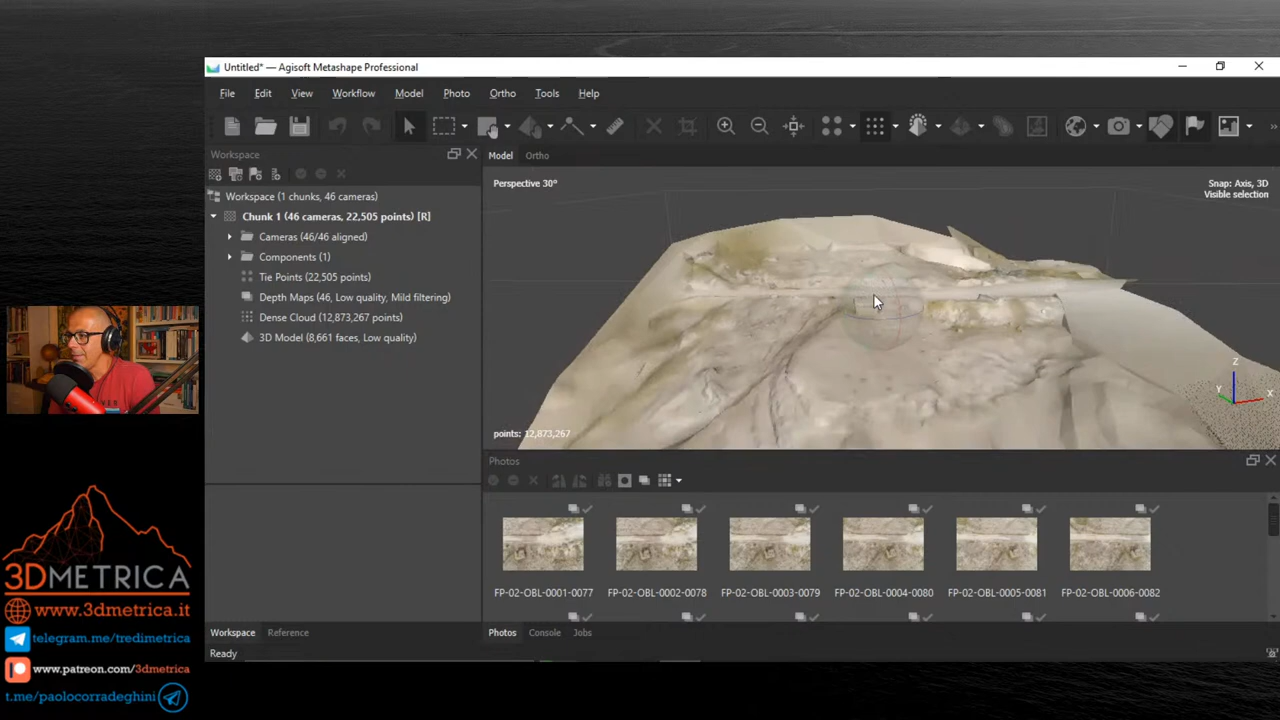 Untitled* — Agisoft Metashape Professional
File Edit View Workflow Model Photo Ortho Tools Help
Workspace
Model Ortho
Perspective 30°
Snap: Axis, 3D
Visible selection
Workspace (1 chunks, 46 cameras)
Chunk 1 (46 cameras, 22,505 points) [R]
Cameras (46/46 aligned)
Components (1)
Tie Points (22,505 points)
Depth Maps (46, Low quality, Mild filtering)
Dense Cloud (12,873,267 points)
3D Model (8,661 faces, Low quality)
Z
Y
X
points: 12,873,267
Photos
FP-02-OBL-0001-0077 FP-02-OBL-0002-0078 FP-02-OBL-0003-0079 FP-02-OBL-0004-0080 FP-02-OBL-0005-0081 FP-02-OBL-0006-0082
Workspace Reference
Photos Console Jobs
Ready
3DMETRICA
www.3dmetrica.it
telegram.me/tredimetrica
www.patreon.com/3dmetrica
t.me/paolocorradeghini